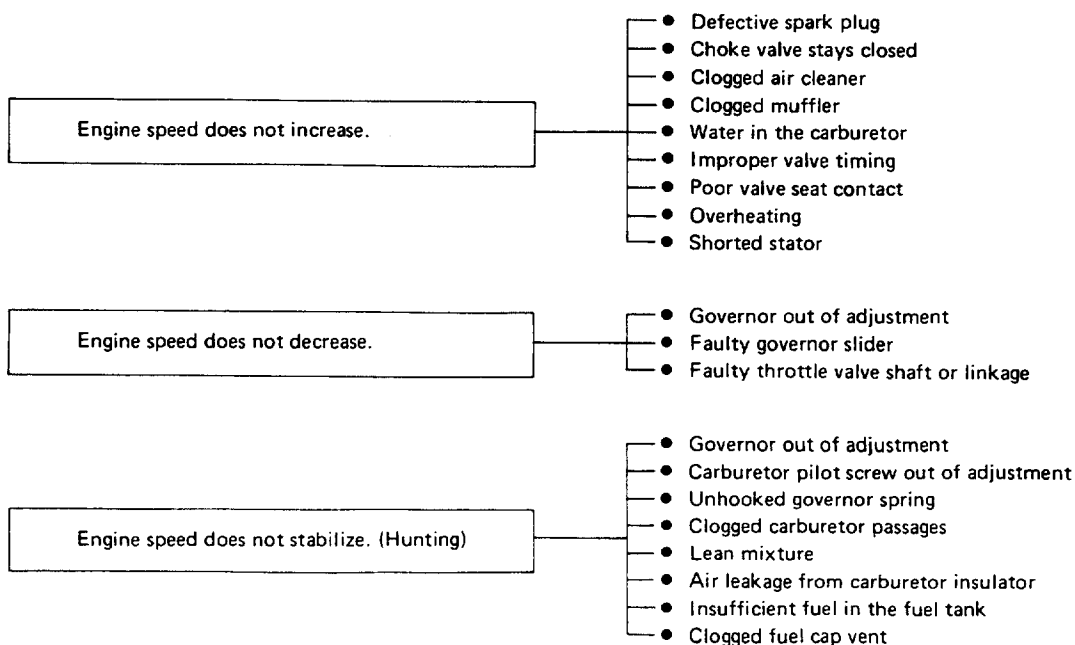 Engine speed does not increase.
● Defective spark plug
● Choke valve stays closed
● Clogged air cleaner
● Clogged muffler
● Water in the carburetor
● Improper valve timing
● Poor valve seat contact
● Overheating
● Shorted stator
Engine speed does not decrease.
● Governor out of adjustment
● Faulty governor slider
● Faulty throttle valve shaft or linkage
Engine speed does not stabilize. (Hunting)
● Governor out of adjustment
● Carburetor pilot screw out of adjustment
● Unhooked governor spring
● Clogged carburetor passages
● Lean mixture
● Air leakage from carburetor insulator
● Insufficient fuel in the fuel tank
● Clogged fuel cap vent